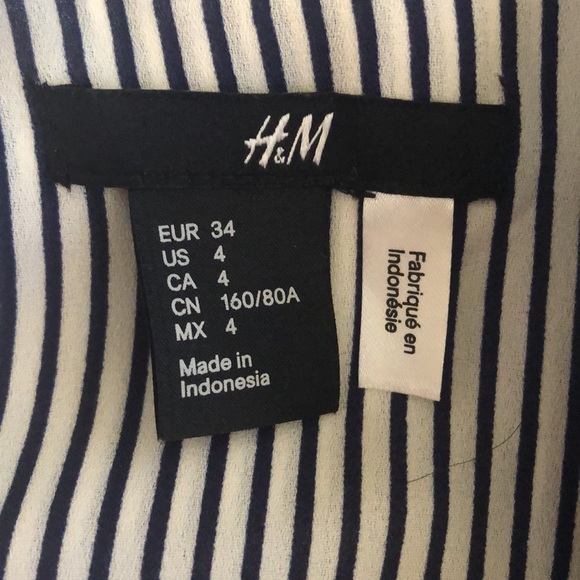 H&M
EUR 34
US 4
CA 4
CN 160/80A
MX 4
Made in
Indonesia
Fabriqué en
Indonésie